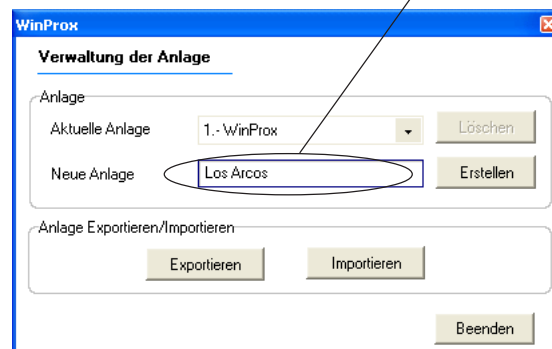 WinProx
Verwaltung der Anlage
Anlage
Aktuelle Anlage 1.- WinProx Löschen
Neue Anlage Los Arcos Erstellen
Anlage Exportieren/Importieren
Exportieren Importieren
Beenden